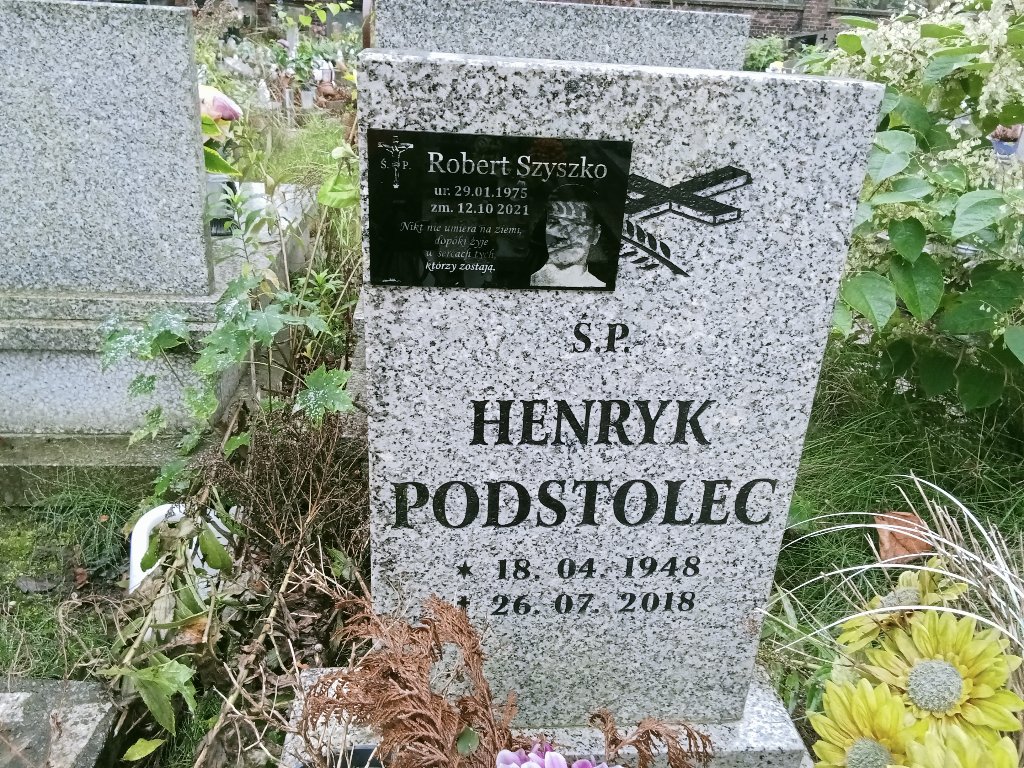 Ś. P.
Robert Szyszko
ur. 29.01.1975
zm. 12.10 2021
Nikt nie umiera na ziemi,
dopóki żyje
w sercach tych,
którzy zostają.
Ś.P.
HENRYK
PODSTOLEC
* 18. 04. 1948
✝ 26. 07. 2018